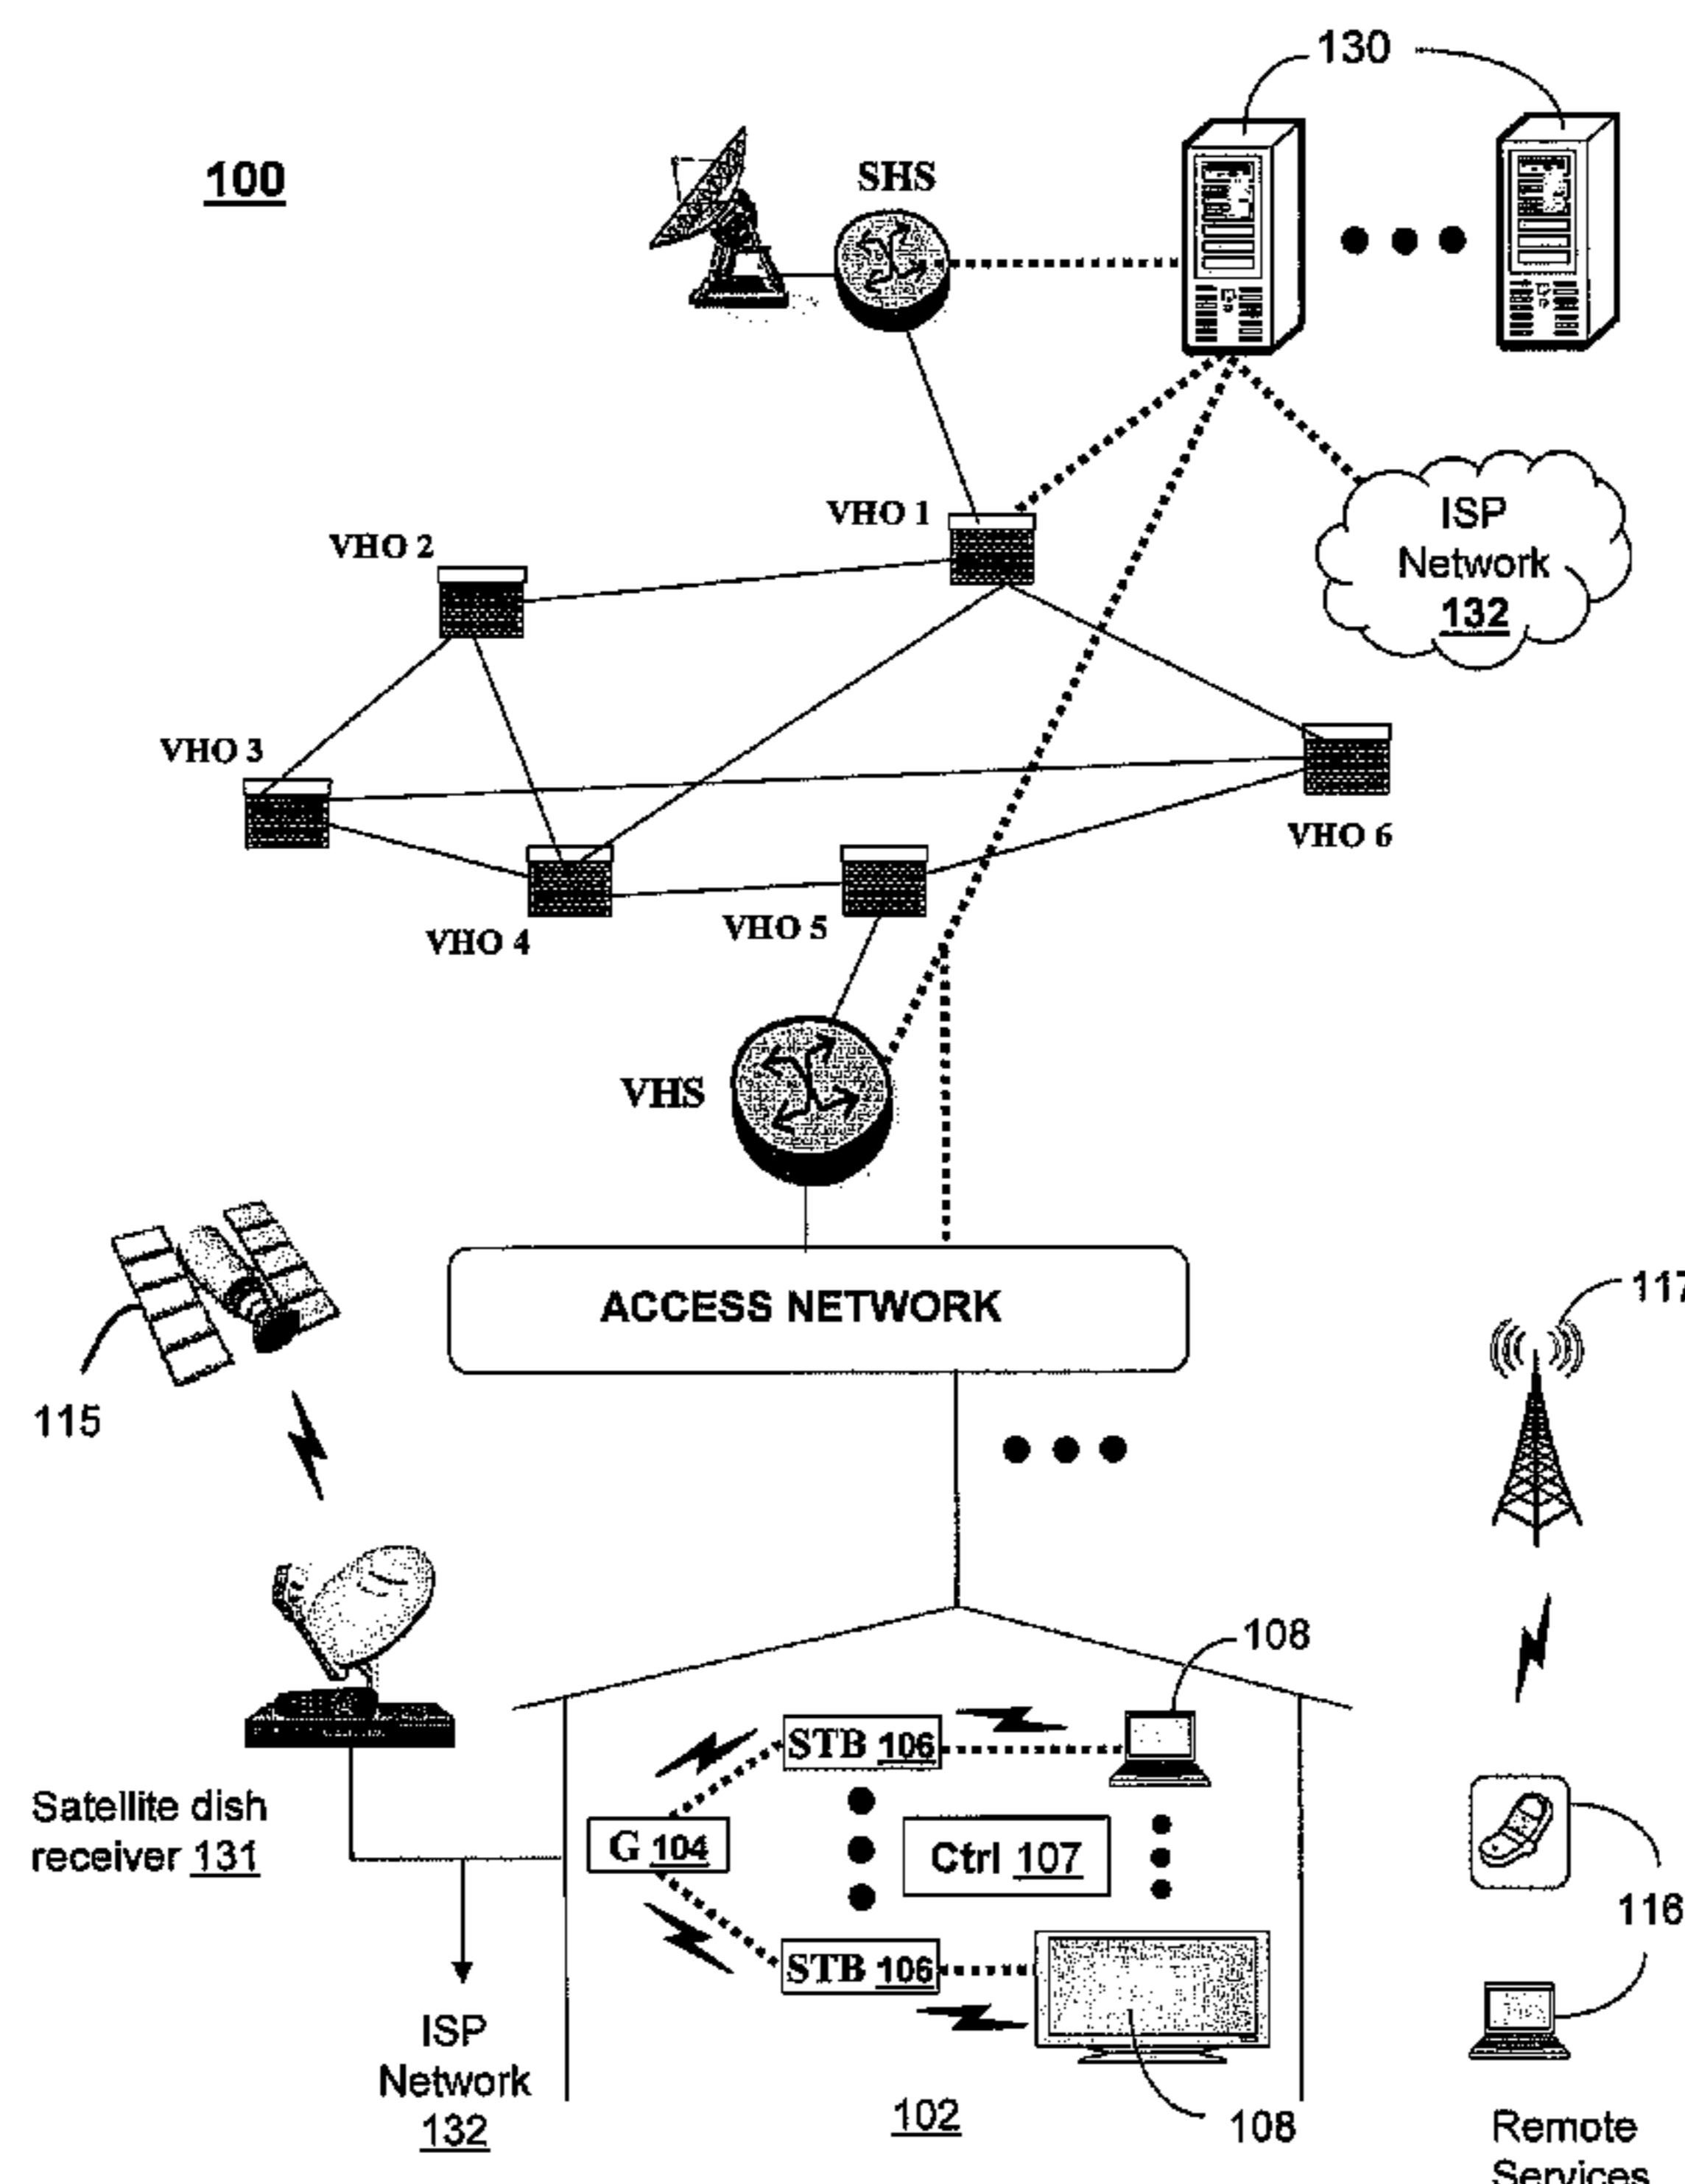 130
100
SHS
VHO 1
ISP
Network
132
VHO 2
VHO 3
VHO 6
VHO 4
VHO 5
VHS
ACCESS NETWORK
117
115
108
STB 106
Satellite dish
receiver 131
G 104
Ctrl 107
116
STB 106
ISP
Network
132
102
108
Remote
Services